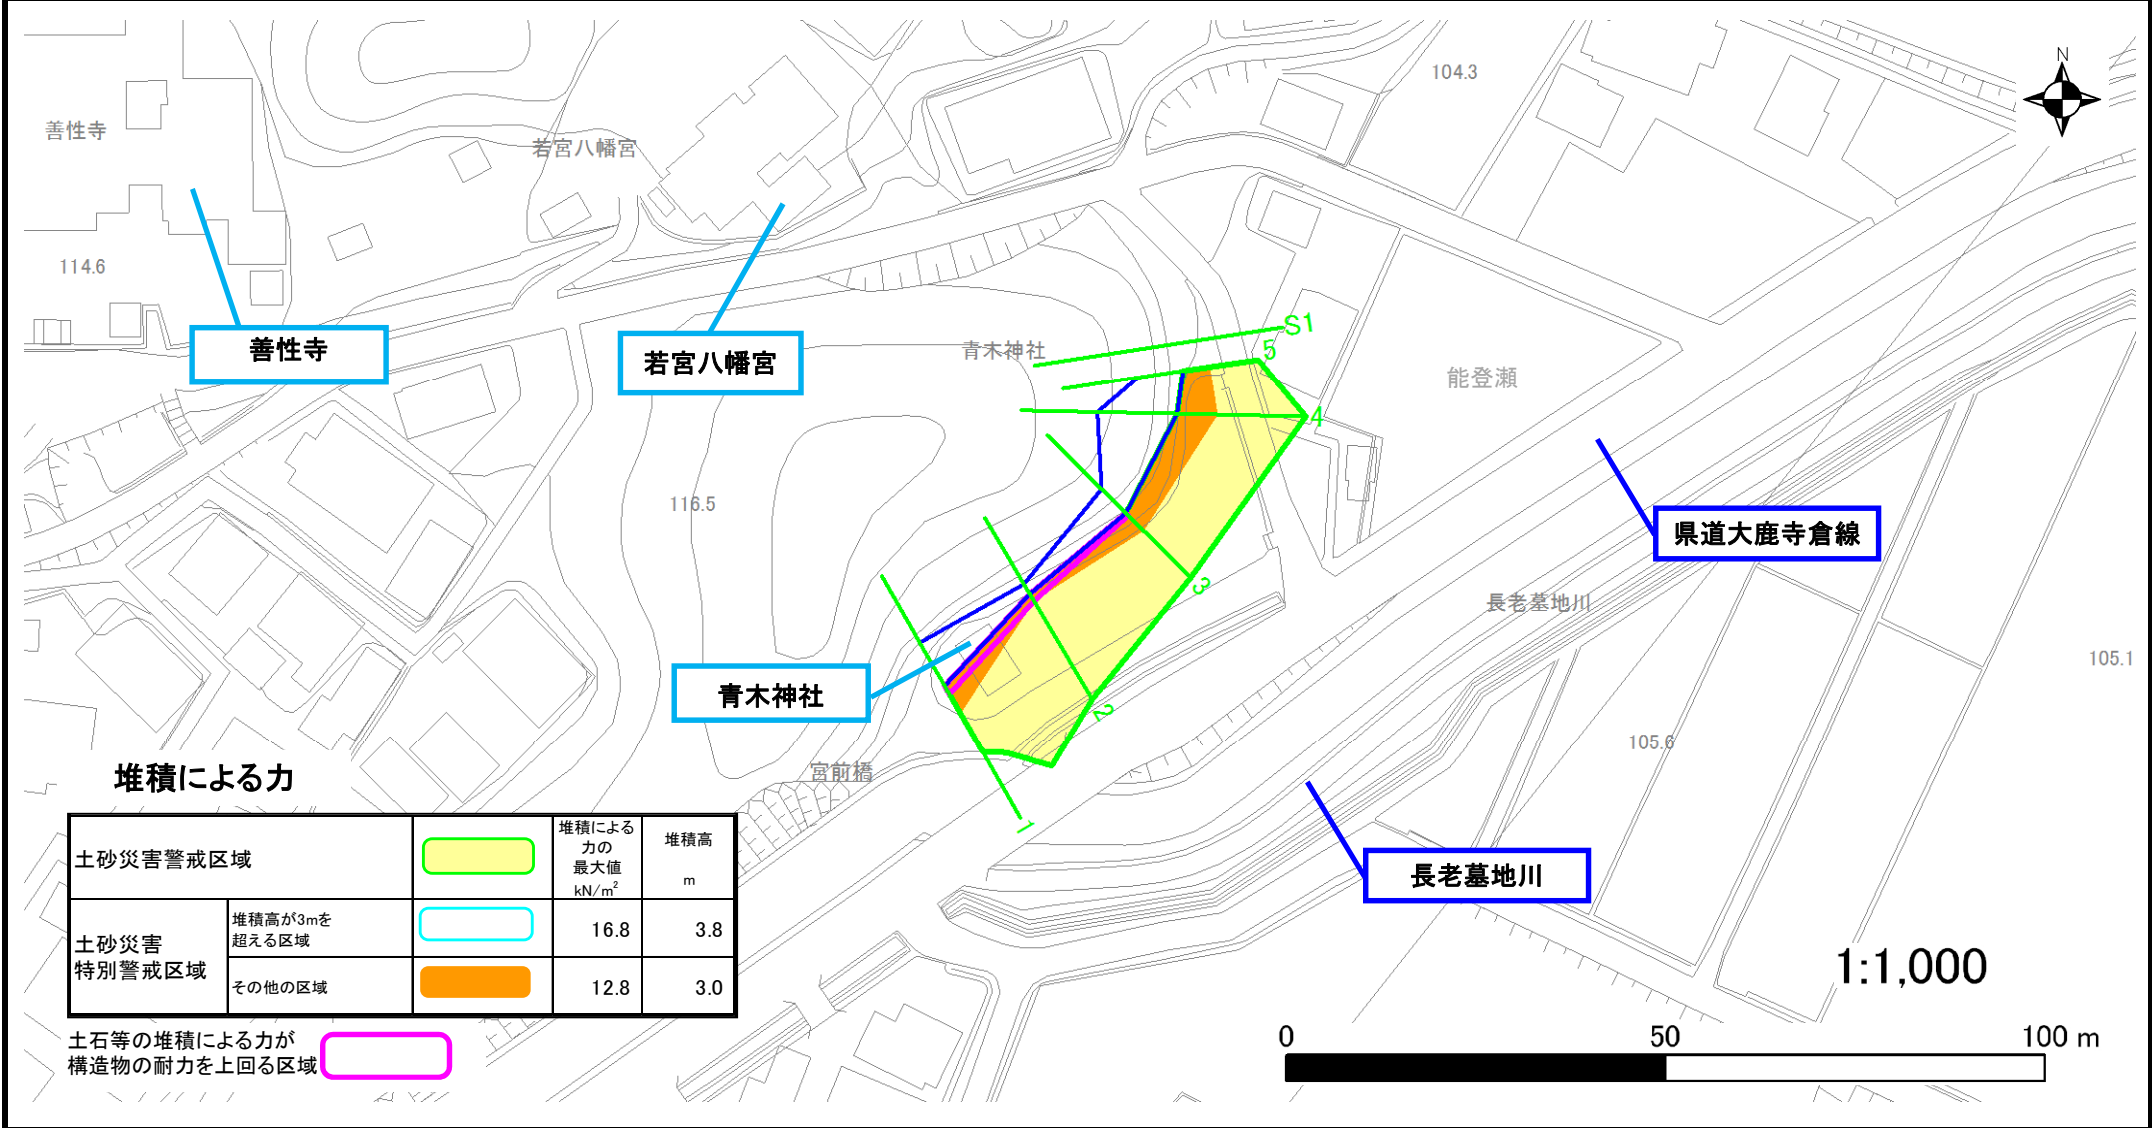 N
104.3
善性寺
若宮八幡宮
114.6
善性寺
若宮八幡宮
青木神社
S1
5
4
能登瀬
116.5
県道大鹿寺倉線
3
長老墓地川
105.1
青木神社
2
105.6
宮前橋
1
長老墓地川
堆積による力
土砂災害警戒区域
堆積による
力の
最大値
kN/m²
堆積高
m
土砂災害
特別警戒区域
堆積高が3mを
超える区域
16.8
3.8
その他の区域
12.8
3.0
土石等の堆積による力が
構造物の耐力を上回る区域
1:1,000
0 50 100 m